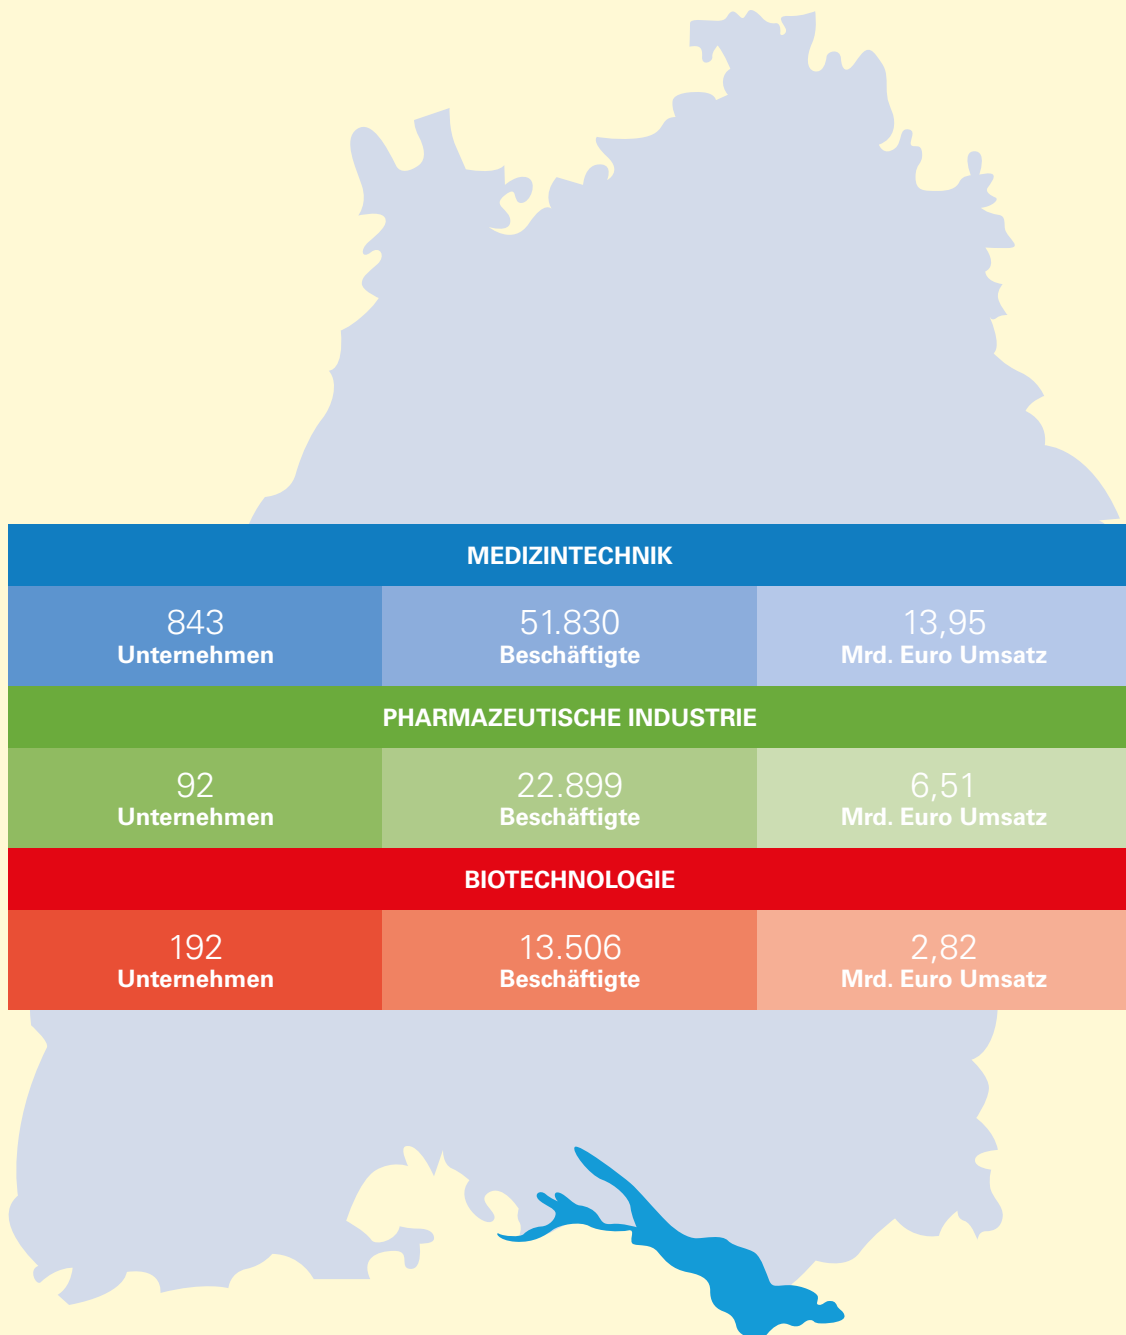 MEDIZINTECHNIK
843 51.830 13,95
Unternehmen Beschäftigte Mrd. Euro Umsatz
PHARMAZEUTISCHE INDUSTRIE
92 22.899 6,51
Unternehmen Beschäftigte Mrd. Euro Umsatz
BIOTECHNOLOGIE
192 13.506 2,82
Unternehmen Beschäftigte Mrd. Euro Umsatz